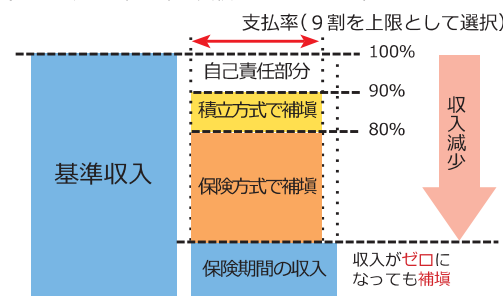 支払率(9割を上限として選択)
100%
自己責任部分
90%
積立方式で補塡
80%
収入減少
基準収入
保険方式で補塡
保険期間の収入
収入がゼロに
なっても補塡